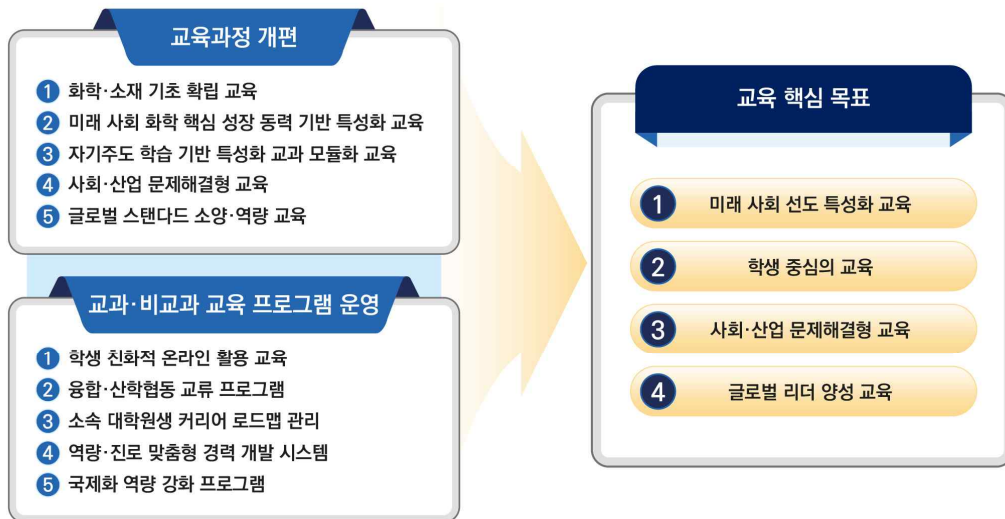 교육과정 개편
1 화학·소재 기초 확립 교육
2 미래 사회 화학 핵심 성장 동력 기반 특성화 교육
3 자기주도 학습 기반 특성화 교과 모듈화 교육
4 사회·산업 문제해결형 교육
5 글로벌 스탠다드 소양·역량 교육
교과·비교과 교육 프로그램 운영
1 학생 친화적 온라인 활용 교육
2 융합·산학협동 교류 프로그램
3 소속 대학원생 커리어 로드맵 관리
4 역량·진로 맞춤형 경력 개발 시스템
5 국제화 역량 강화 프로그램
교육 핵심 목표
1 미래 사회 선도 특성화 교육
2 학생 중심의 교육
3 사회·산업 문제해결형 교육
4 글로벌 리더 양성 교육